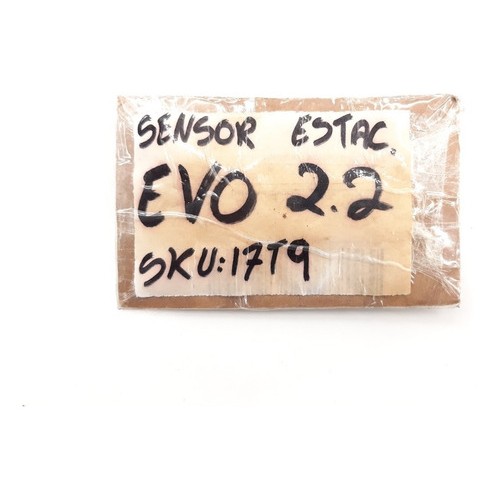 SENSOR ESTAC.
EVO 2.2
SKU:17T9